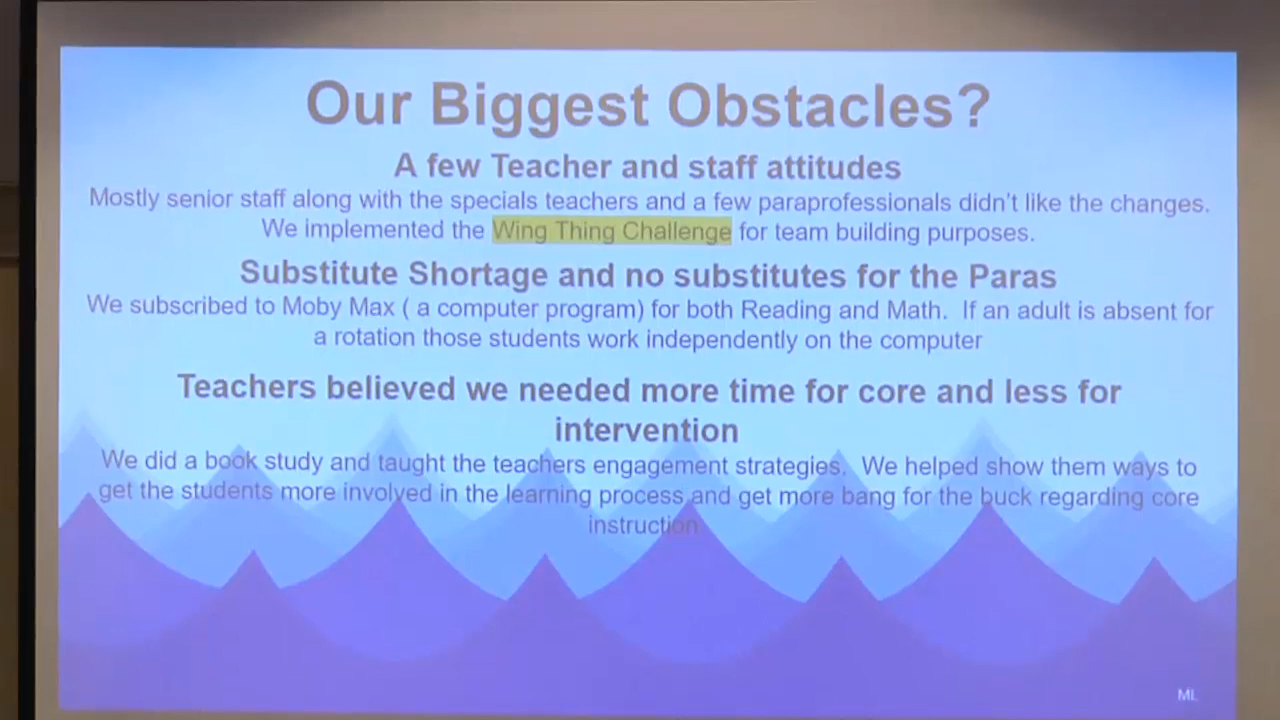 Our Biggest Obstacles?
A few Teacher and staff attitudes
Mostly senior staff along with the specials teachers and a few paraprofessionals didn't like the changes.
We implemented the Wing Thing Challenge for team building purposes.
Substitute Shortage and no substitutes for the Paras
We subscribed to Moby Max ( a computer program) for both Reading and Math.  If an adult is absent for
a rotation those students work independently on the computer
Teachers believed we needed more time for core and less for
intervention
We did a book study and taught the teachers engagement strategies.  We helped show them ways to
get the students more involved in the learning process and get more bang for the buck regarding core
instruction.
ML